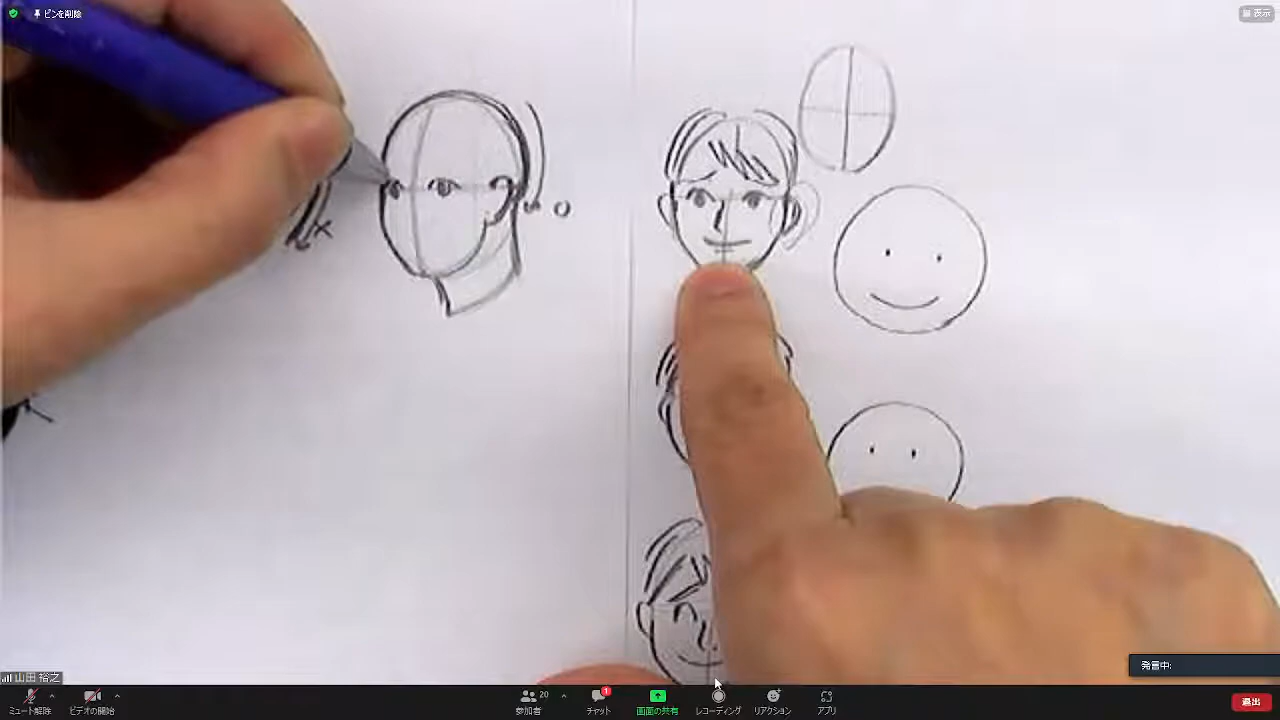 ピンを削除
表示
x
o
山田 裕之
発言中:
ミュート解除
ビデオの開始
20
参加者
1
チャット
画面の共有
レコーディング
リアクション
アプリ
退出